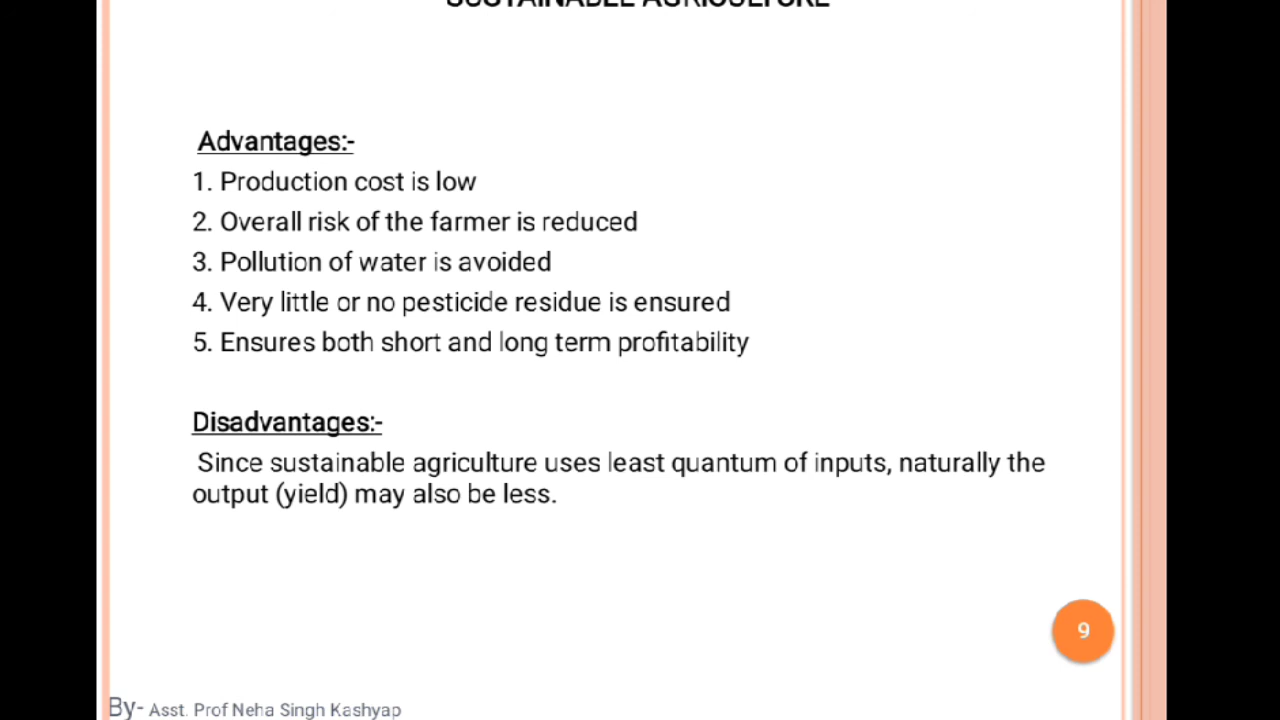 SUSTAINABLE AGRICULTURE
Advantages:-
1. Production cost is low
2. Overall risk of the farmer is reduced
3. Pollution of water is avoided
4. Very little or no pesticide residue is ensured
5. Ensures both short and long term profitability
Disadvantages:-
Since sustainable agriculture uses least quantum of inputs, naturally the
output (yield) may also be less.
9
By- Asst. Prof Neha Singh Kashyap